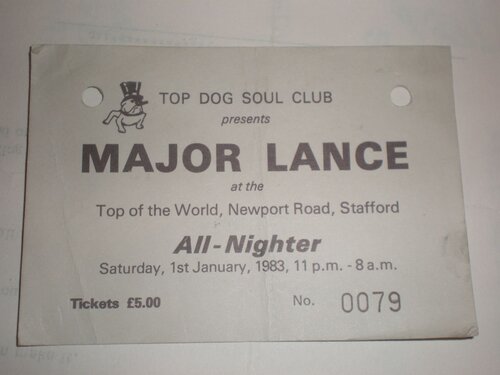 TOP DOG SOUL CLUB
presents
MAJOR LANCE
at the
Top of the World, Newport Road, Stafford
All-Nighter
Saturday, 1st January, 1983, 11 p.m. - 8 a.m.
Tickets £5.00 No. 0079